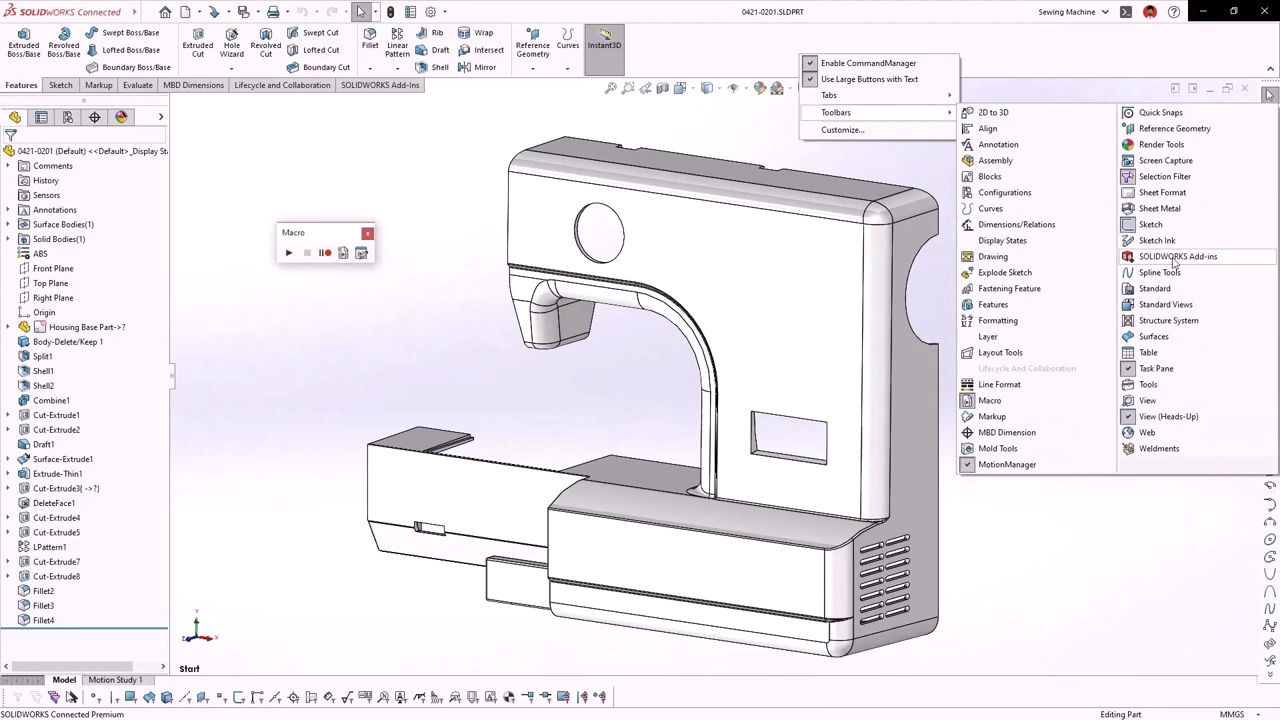 SOLIDWORKS Connected
0421-0201.SLDPRT
Sewing Machine
Extruded Boss/Base
Revolved Boss/Base
Swept Boss/Base
Lofted Boss/Base
Boundary Boss/Base
Extruded Cut
Hole Wizard
Revolved Cut
Swept Cut
Lofted Cut
Boundary Cut
Fillet
Linear Pattern
Rib
Draft
Shell
Wrap
Intersect
Mirror
Reference Geometry
Curves
Instant3D
Features
Sketch
Markup
Evaluate
MBD Dimensions
Lifecycle and Collaboration
SOLIDWORKS Add-Ins
Enable CommandManager
Use Large Buttons with Text
Tabs
Toolbars
Customize...
2D to 3D
Align
Annotation
Assembly
Blocks
Configurations
Curves
Dimensions/Relations
Display States
Drawing
Explode Sketch
Fastening Feature
Features
Formatting
Layer
Layout Tools
Lifecycle And Collaboration
Line Format
Macro
Markup
MBD Dimension
Mold Tools
MotionManager
Quick Snaps
Reference Geometry
Render Tools
Screen Capture
Selection Filter
Sheet Format
Sheet Metal
Sketch
Sketch Ink
SOLIDWORKS Add-ins
Spline Tools
Standard
Standard Views
Structure System
Surfaces
Table
Task Pane
Tools
View
View (Heads-Up)
Web
Weldments
0421-0201 (Default) <<Default>_Display Sta
Comments
History
Sensors
Annotations
Surface Bodies(1)
Solid Bodies(1)
ABS
Front Plane
Top Plane
Right Plane
Origin
Housing Base Part->?
Body-Delete/Keep 1
Split1
Shell1
Shell2
Combine1
Cut-Extrude1
Cut-Extrude2
Draft1
Surface-Extrude1
Extrude-Thin1
Cut-Extrude3{ ->?}
DeleteFace1
Cut-Extrude4
Cut-Extrude5
LPattern1
Cut-Extrude7
Cut-Extrude8
Fillet2
Fillet3
Fillet4
Macro
Y
Z
X
Start
Model
Motion Study 1
SOLIDWORKS Connected Premium
Editing Part
MMGS